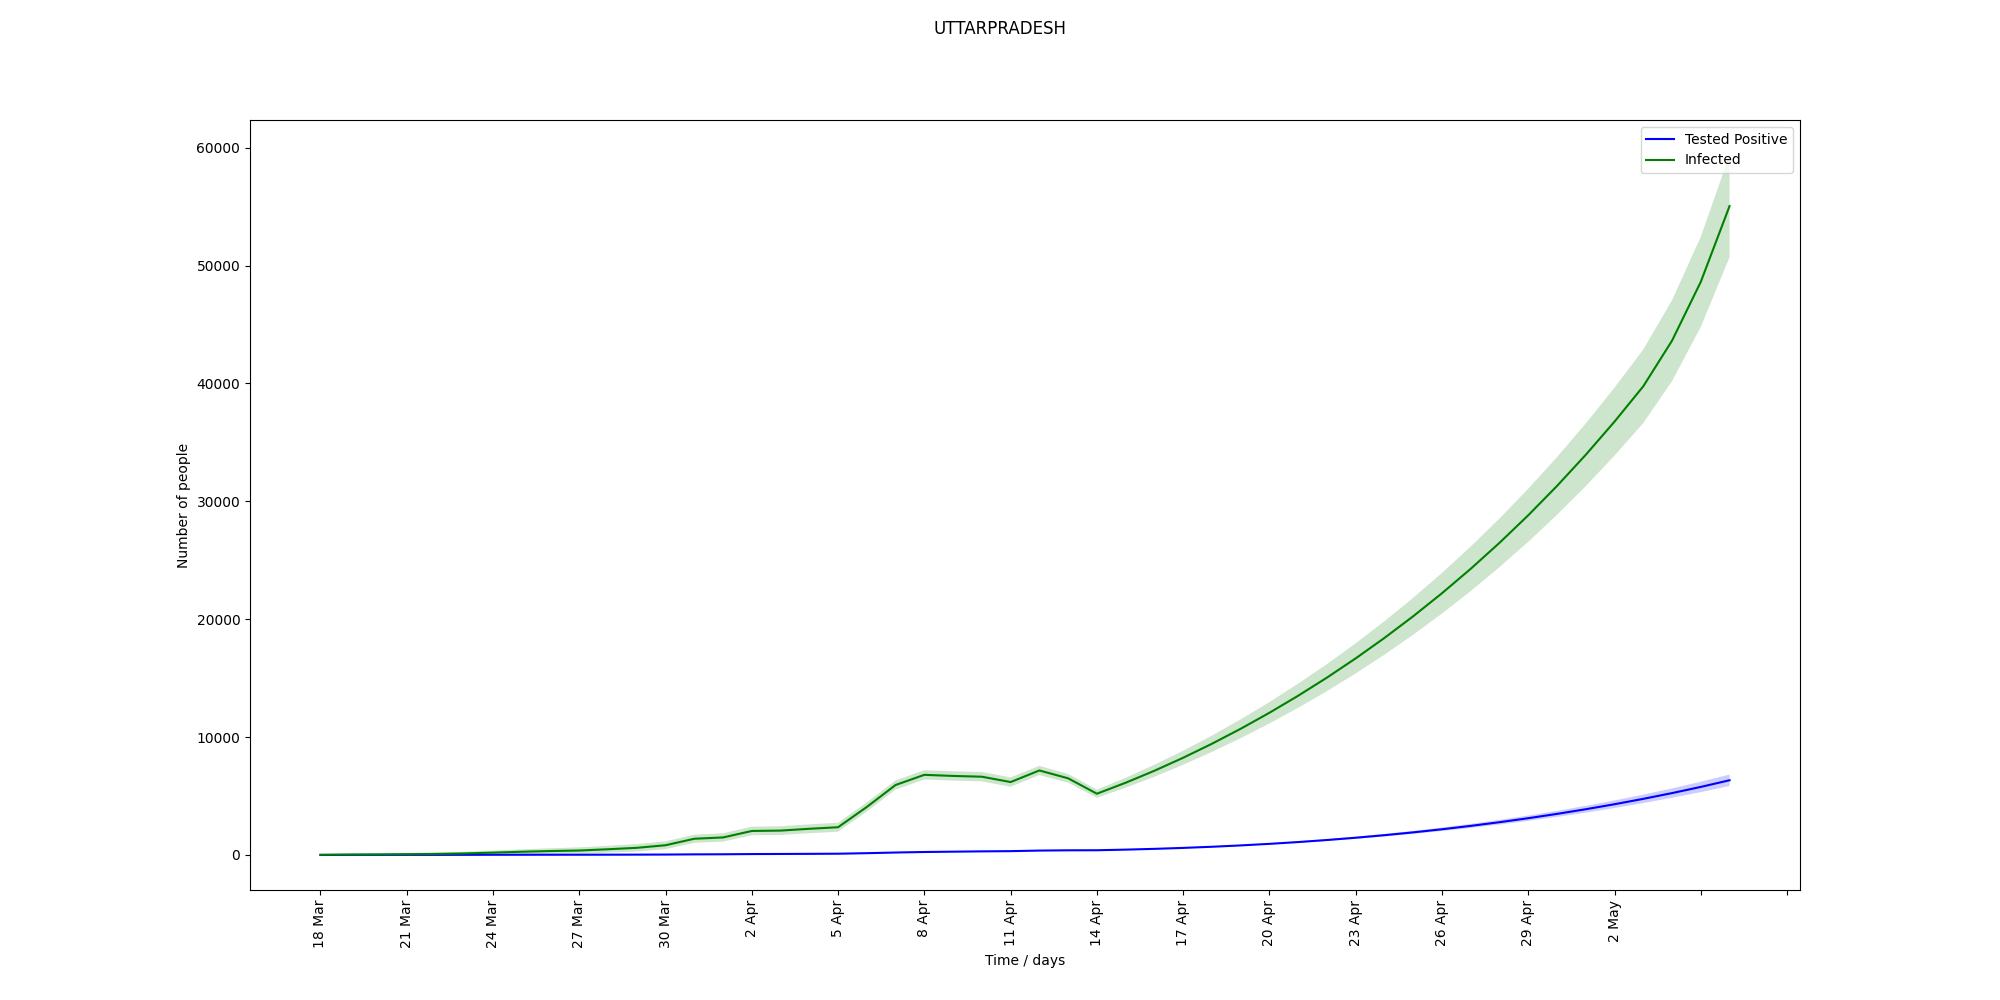 UTTARPRADESH
60000
50000
40000
30000
20000
10000
0
Number of people
Tested Positive
Infected
18 Mar
21 Mar
24 Mar
27 Mar
30 Mar
2 Apr
5 Apr
8 Apr
11 Apr
14 Apr
17 Apr
20 Apr
23 Apr
26 Apr
29 Apr
2 May
Time / days